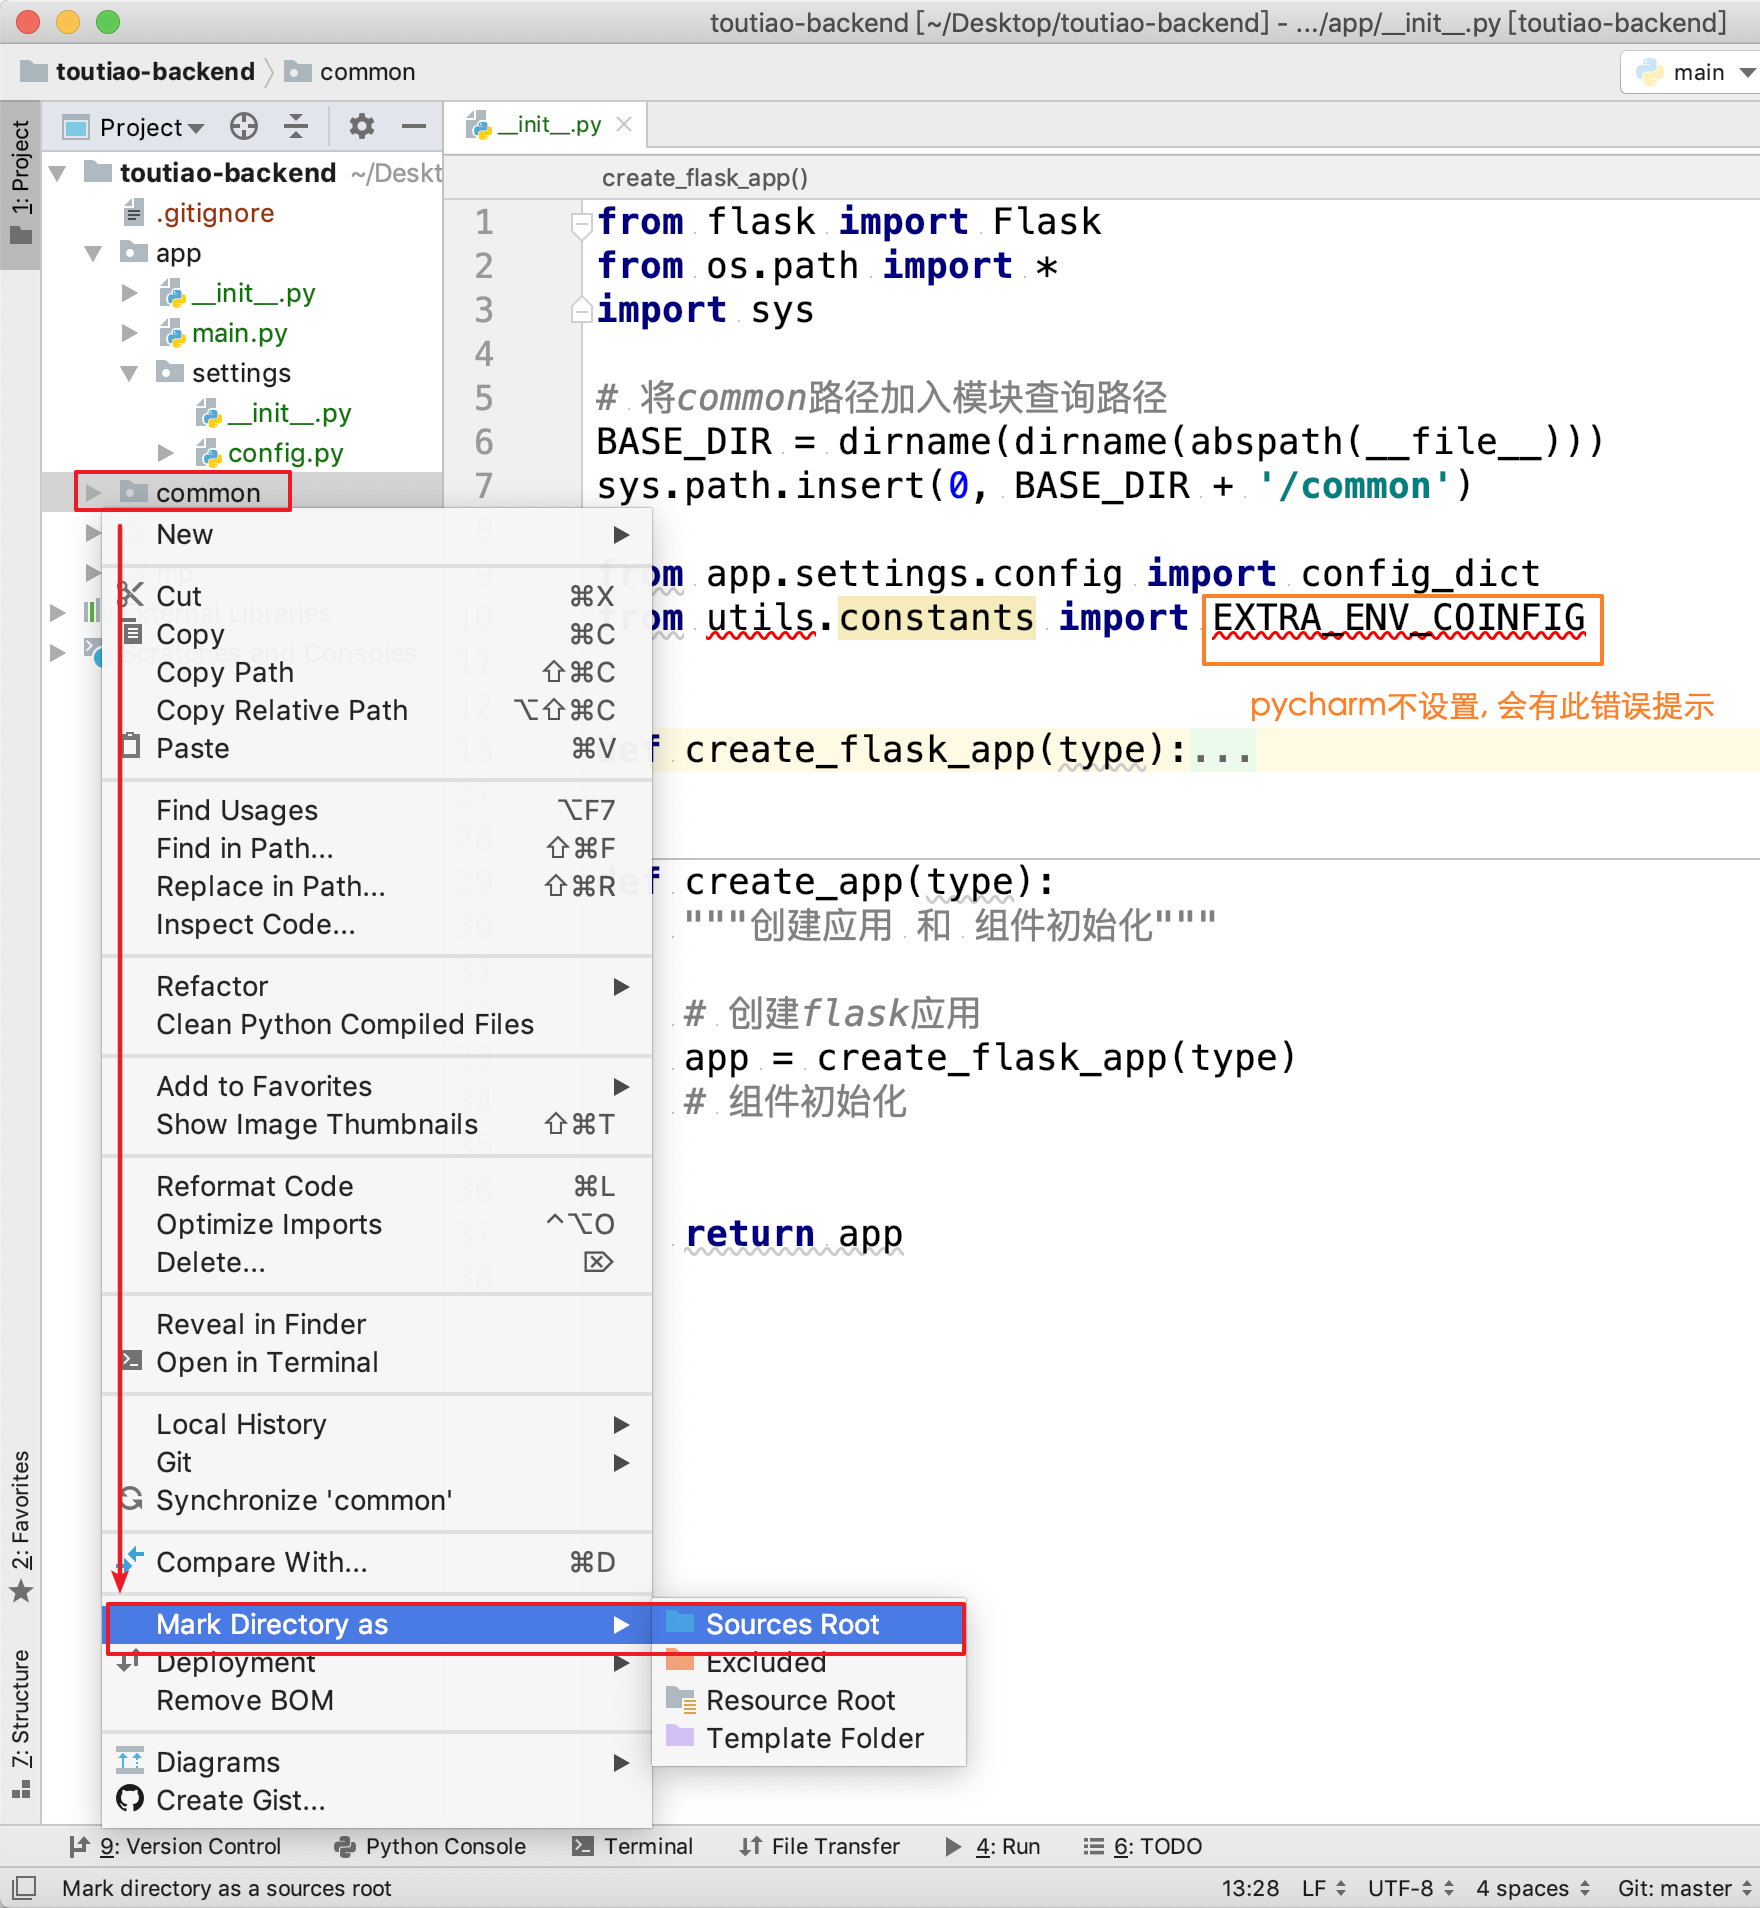 toutiao-backend [~/Desktop/toutiao-backend] - .../app/__init__.py [toutiao-backend]
toutiao-backend common
main
1: Project
Project
toutiao-backend ~/Deskt
.gitignore
app
__init__.py
main.py
settings
__init__.py
config.py
common
External Libraries
Scratches and Consoles
__init__.py
create_flask_app()
1 from flask import Flask
2 from os.path import *
3 import sys
4
5 # 将common路径加入模块查询路径
6 BASE_DIR = dirname(dirname(abspath(__file__)))
7 sys.path.insert(0, BASE_DIR + '/common')
8
9 from app.settings.config import config_dict
10 from utils.constants import EXTRA_ENV_COINFIG
11
12
pycharm不设置, 会有此错误提示
13 def create_flask_app(type):...
27
28
29 def create_app(type):
30 """创建应用 和 组件初始化"""
31
# 创建flask应用
33 app = create_flask_app(type)
34 # 组件初始化
35
36
37 return app
38
New
Cut ⌘X
Copy ⌘C
Copy Path ⇧⌘C
Copy Relative Path ⌥⇧⌘C
Paste ⌘V
Find Usages ⌥F7
Find in Path... ⇧⌘F
Replace in Path... ⇧⌘R
Inspect Code...
Refactor
Clean Python Compiled Files
Add to Favorites
Show Image Thumbnails ⇧⌘T
Reformat Code ⌘L
Optimize Imports ^⌥O
Delete... ⌦
Reveal in Finder
Open in Terminal
Local History
Git
Synchronize 'common'
Compare With... ⌘D
Mark Directory as
Deployment
Remove BOM
Diagrams
Create Gist...
Sources Root
Excluded
Resource Root
Template Folder
2: Favorites
7: Structure
9: Version Control Python Console Terminal File Transfer 4: Run 6: TODO
Mark directory as a sources root 13:28 LF UTF-8 4 spaces Git: master